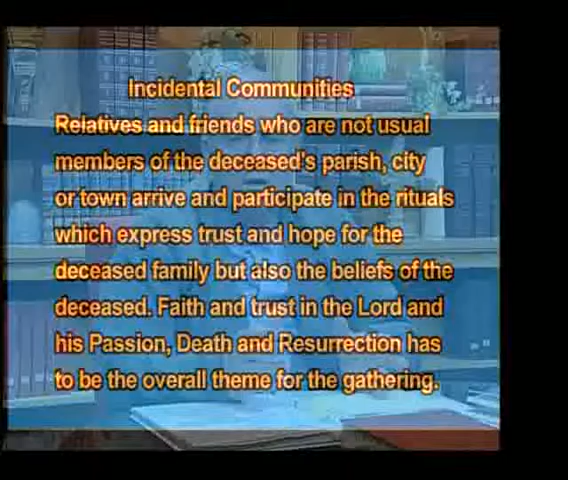 Incidental Communities
Relatives and friends who are not usual
members of the deceased's parish, city
or town arrive and participate in the rituals
which express trust and hope for the
deceased family but also the beliefs of the
deceased. Faith and trust in the Lord and
his Passion, Death and Resurrection has
to be the overall theme for the gathering.